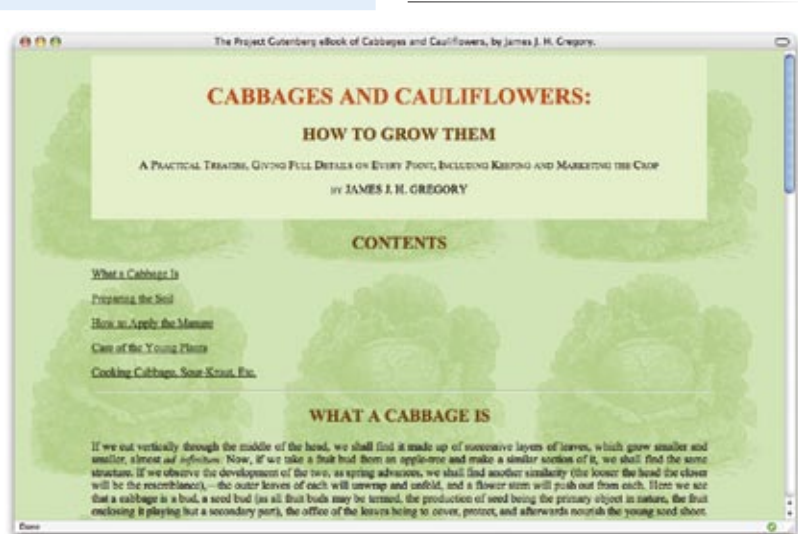 The Project Gutenberg eBook of Cabbages and Cauliflowers, by James J. H. Gregory.
CABBAGES AND CAULIFLOWERS:
HOW TO GROW THEM
A Practical Treatise, Giving Full Details on Every Point, Including Keeping and Marketing the Crop
by JAMES J. H. GREGORY
CONTENTS
What a Cabbage Is
Preparing the Soil
How to Apply the Manure
Care of the Young Plants
Cooking Cabbage, Sour-Krout, Etc.
WHAT A CABBAGE IS
If we cut vertically through the middle of the head, we shall find it made up of successive layers of leaves, which grow smaller and
smaller, almost ad infinitum. Now, if we take a fruit bud from an apple-tree and make a similar section of it, we shall find the same
structure. If we observe the development of the two, as spring advances, we shall find another similarity (the looser the head the closer
will be the resemblance),—the outer leaves of each will unwrap and unfold, and a flower stem will push out from each. Here we see
that a cabbage is a bud, a seed bud (as all fruit buds may be termed, the production of seed being the primary object in nature, the fruit
enclosing it playing but a secondary part), the office of the leaves being to cover, protect, and afterwards nourish the young seed shoot.
Done